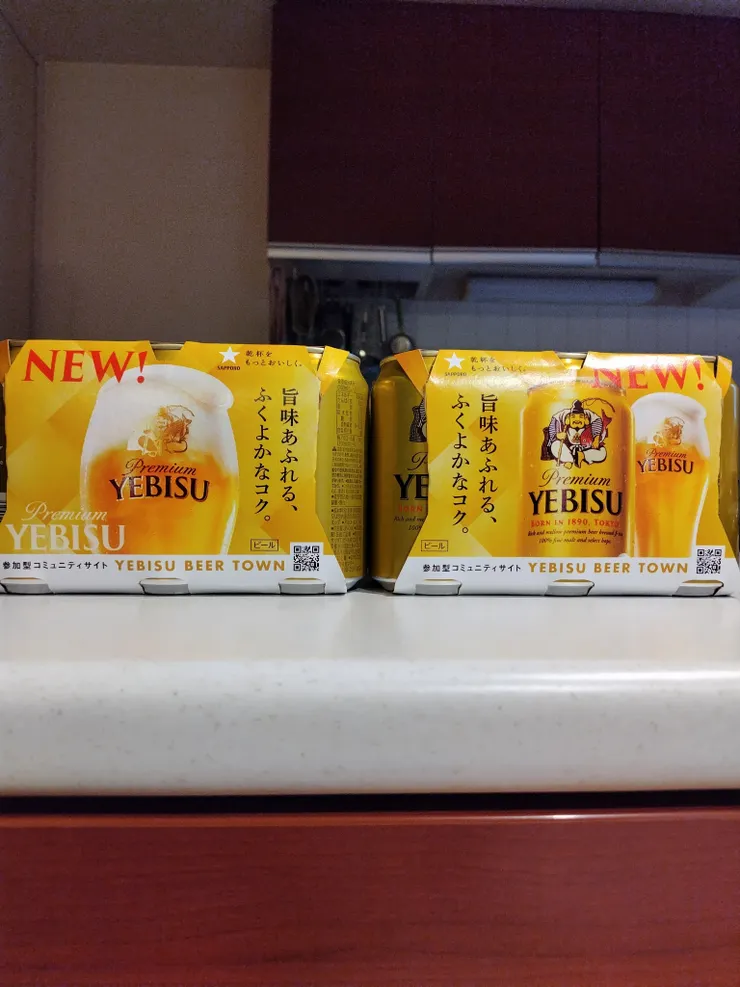 NEW!
SAPPORO
乾杯を
もっとおいしく。
旨味あふれる、
ふくよかなコク。
Premium
YEBISU
Premium
YEBISU
ビール
参加型コミュニティサイト YEBISU BEER TOWN
SAPPORO
乾杯を
もっとおいしく。
NEW!
旨味あふれる、
ふくよかなコク。
YE
Premium
YEBISU
BORN IN 1890, TOKYO
Premium
YEBISU
ビール
参加型コミュニティサイト YEBISU BEER TOWN